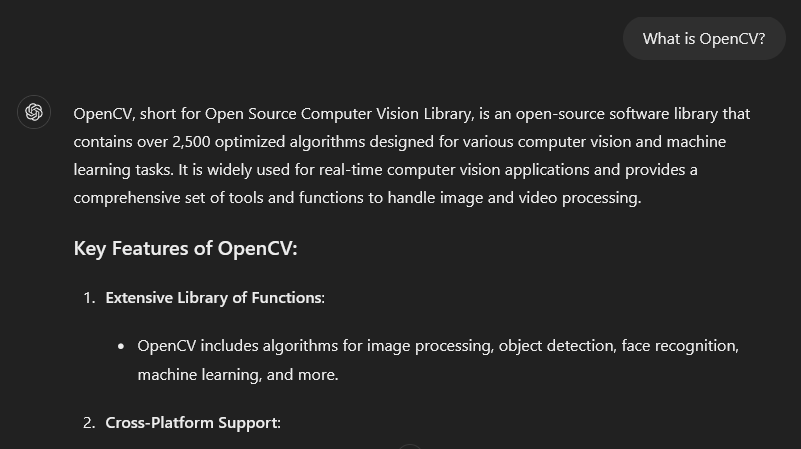 What is OpenCV?
OpenCV, short for Open Source Computer Vision Library, is an open-source software library that
contains over 2,500 optimized algorithms designed for various computer vision and machine
learning tasks. It is widely used for real-time computer vision applications and provides a
comprehensive set of tools and functions to handle image and video processing.
Key Features of OpenCV:
1. Extensive Library of Functions:
• OpenCV includes algorithms for image processing, object detection, face recognition,
machine learning, and more.
2. Cross-Platform Support: